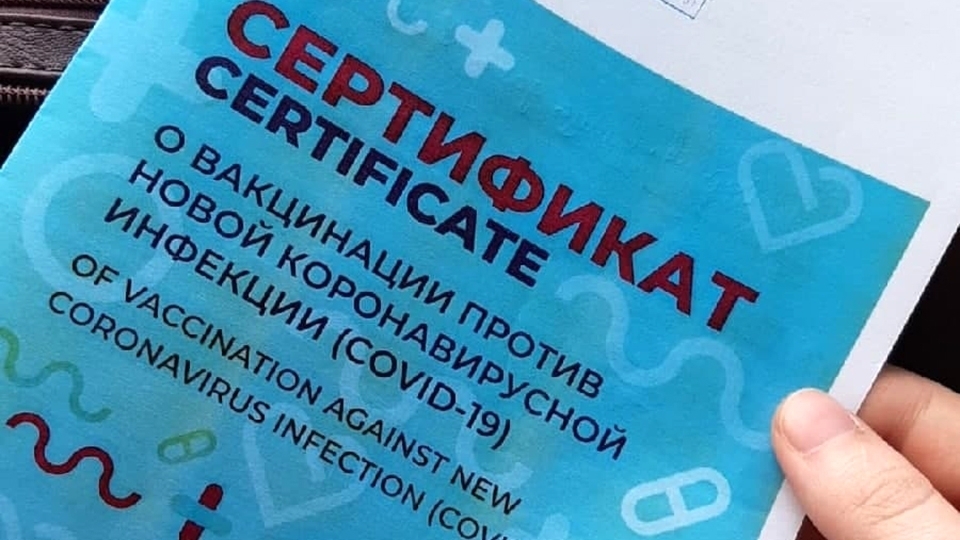 СЕРТИФИКАТ
CERTIFICATE
О ВАКЦИНАЦИИ ПРОТИВ
НОВОЙ КОРОНАВИРУСНОЙ
ИНФЕКЦИИ (COVID-19)
OF VACCINATION AGAINST NEW
CORONAVIRUS INFECTION